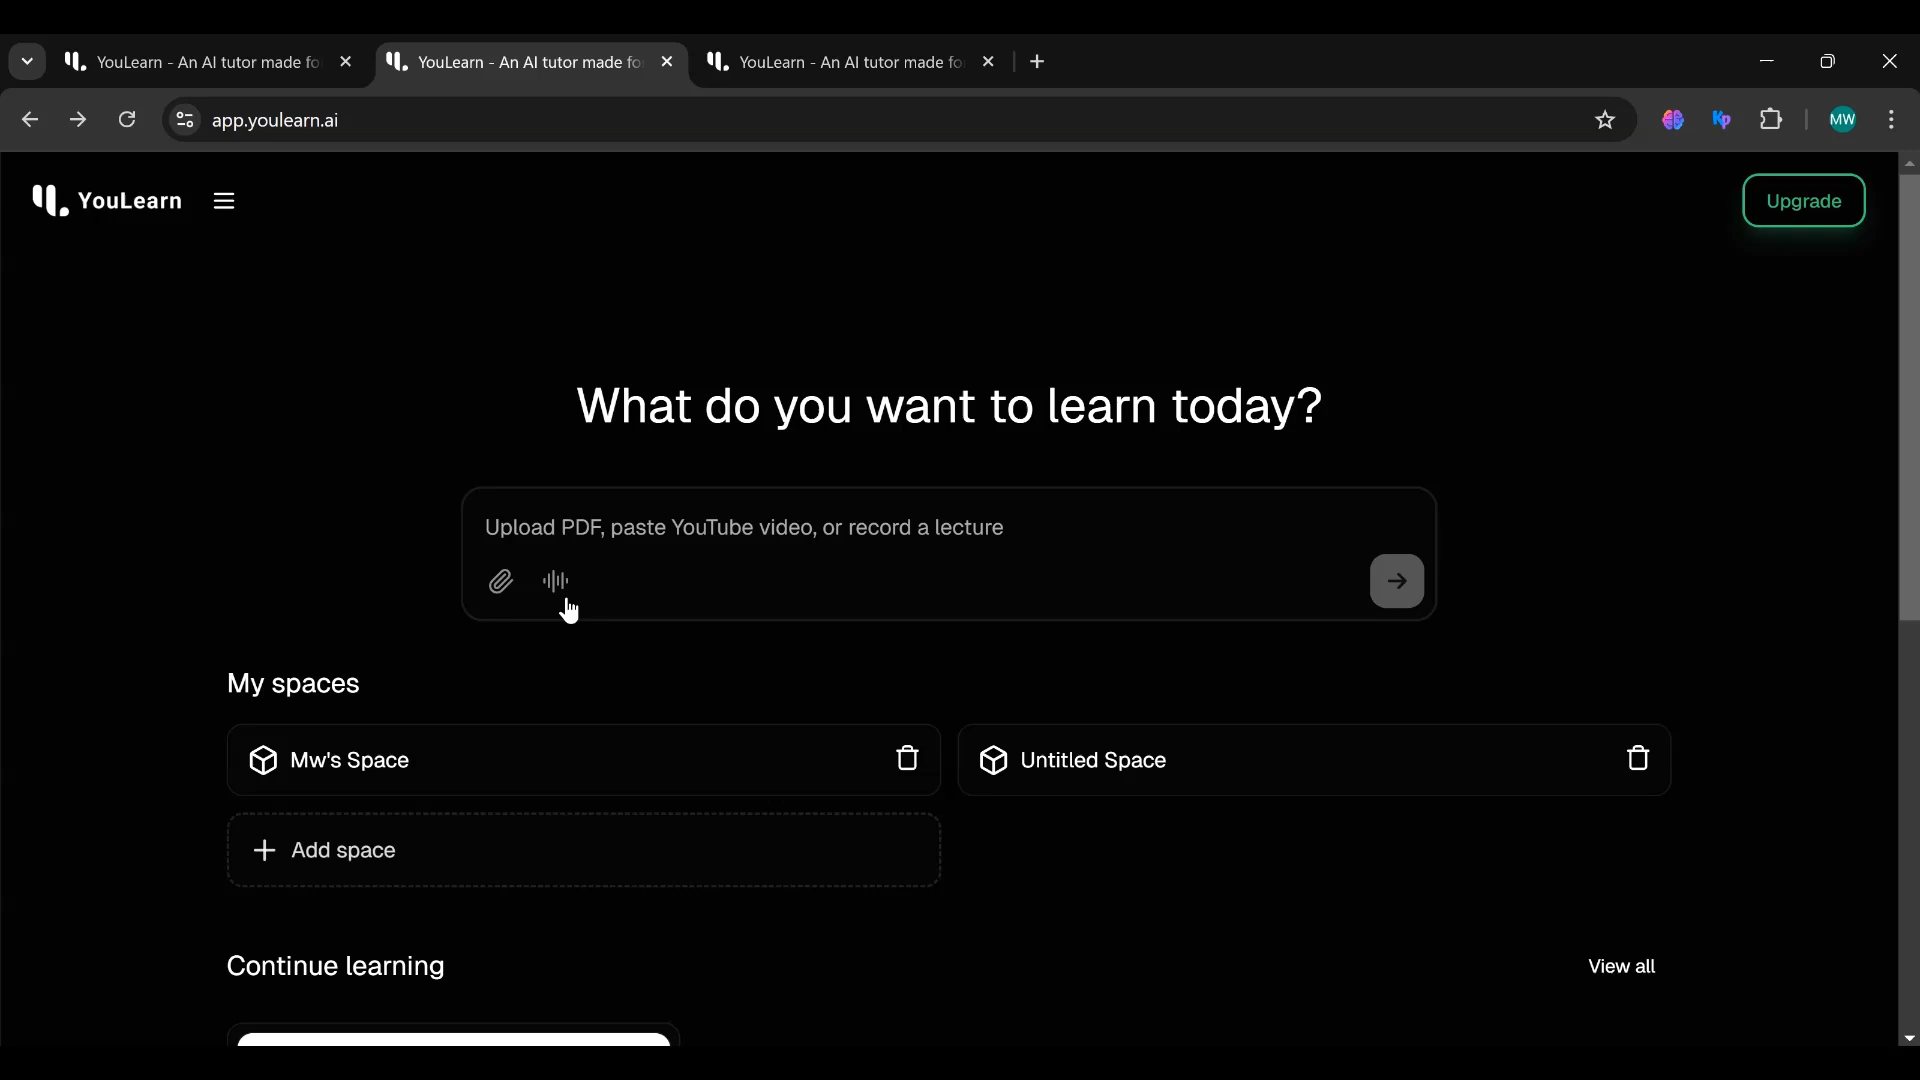 YouLearn - An AI tutor made fo
YouLearn - An AI tutor made fo
YouLearn - An AI tutor made fo
app.youlearn.ai
Kp
MW
YouLearn
Upgrade
What do you want to learn today?
Upload PDF, paste YouTube video, or record a lecture
My spaces
Mw's Space
Untitled Space
Add space
Continue learning
View all